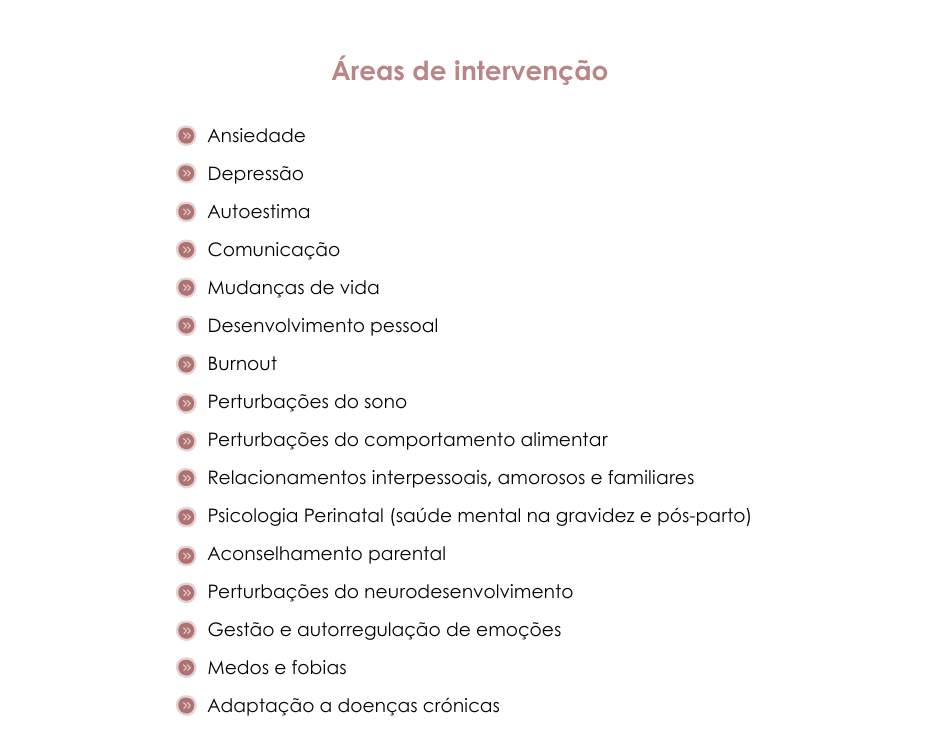 Áreas de intervenção
Ansiedade
Depressão
Autoestima
Comunicação
Mudanças de vida
Desenvolvimento pessoal
Burnout
Perturbações do sono
Perturbações do comportamento alimentar
Relacionamentos interpessoais, amorosos e familiares
Psicologia Perinatal (saúde mental na gravidez e pós-parto)
Aconselhamento parental
Perturbações do neurodesenvolvimento
Gestão e autorregulação de emoções
Medos e fobias
Adaptação a doenças crónicas